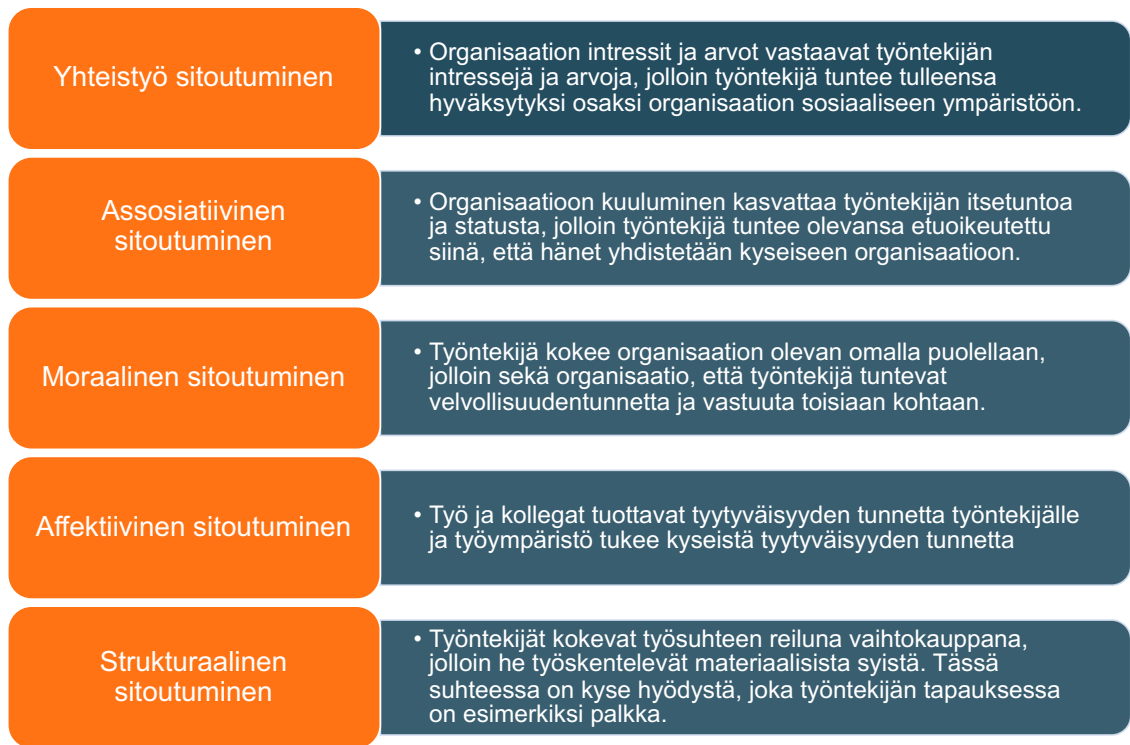 Yhteistyö sitoutuminen
• Organisaation intressit ja arvot vastaavat työntekijän
intressejä ja arvoja, jolloin työntekijä tuntee tulleensa
hyväksytyksi osaksi organisaation sosiaaliseen ympäristöön.
Assosiatiivinen
sitoutuminen
• Organisaatioon kuuluminen kasvattaa työntekijän itsetuntoa
ja statusta, jolloin työntekijä tuntee olevansa etuoikeutettu
siinä, että hänet yhdistetään kyseiseen organisaatioon.
Moraalinen sitoutuminen
• Työntekijä kokee organisaation olevan omalla puolellaan,
jolloin sekä organisaatio, että työntekijä tuntevat
velvollisuudentunnetta ja vastuuta toisiaan kohtaan.
Affektiivinen sitoutuminen
• Työ ja kollegat tuottavat tyytyväisyyden tunnetta työntekijälle
ja työympäristö tukee kyseistä tyytyväisyyden tunnetta
Strukturaalinen
sitoutuminen
• Työntekijät kokevat työsuhteen reiluna vaihtokauppana,
jolloin he työskentelevät materiaalisista syistä. Tässä
suhteessa on kyse hyödystä, joka työntekijän tapauksessa
on esimerkiksi palkka.